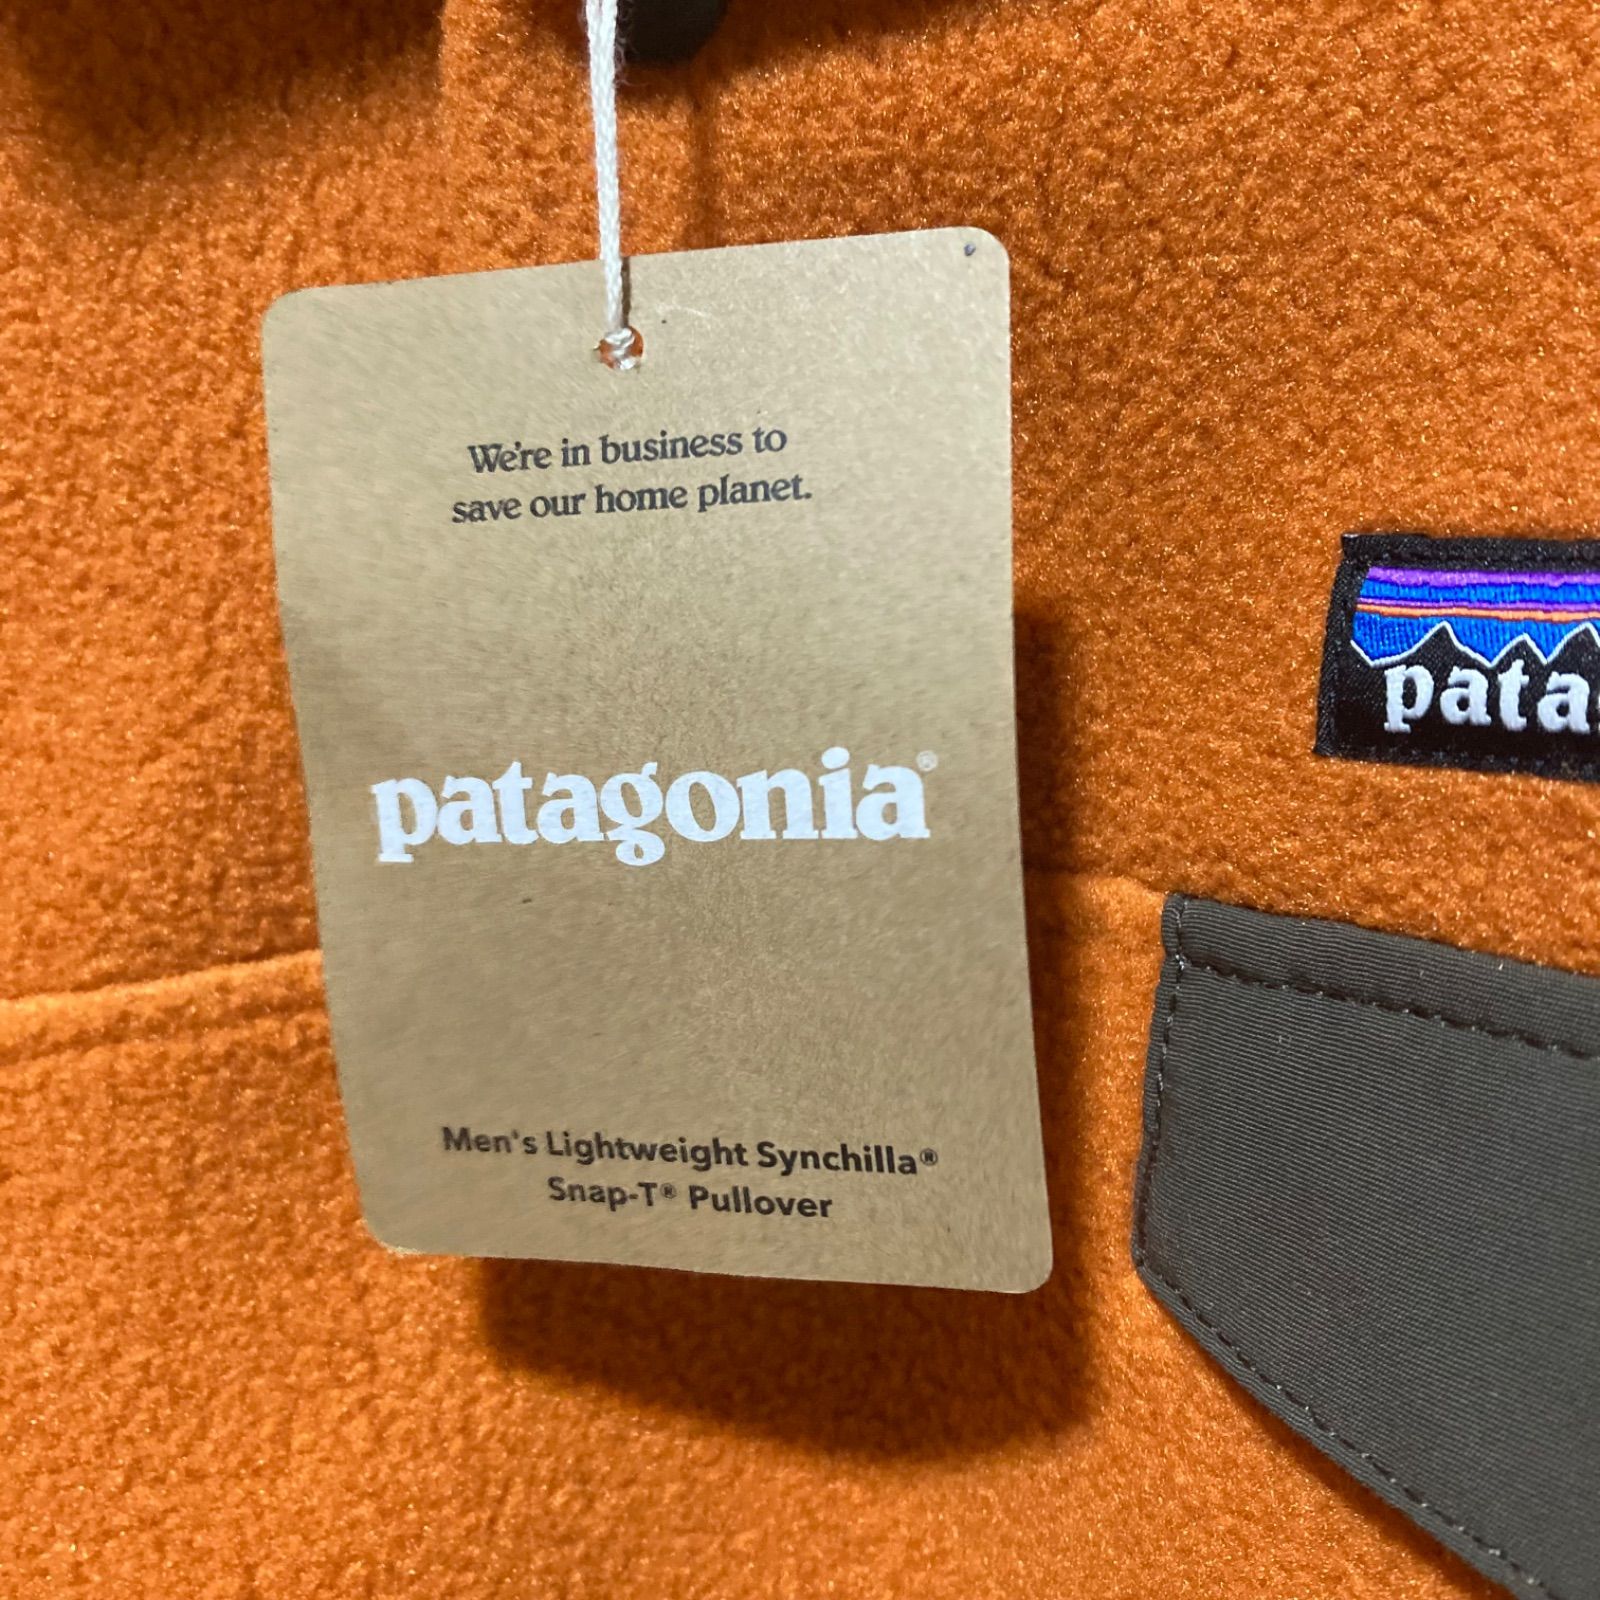 We're in business to
save our home planet.
patagonia®
Men's Lightweight Synchilla®
Snap-T® Pullover
pata